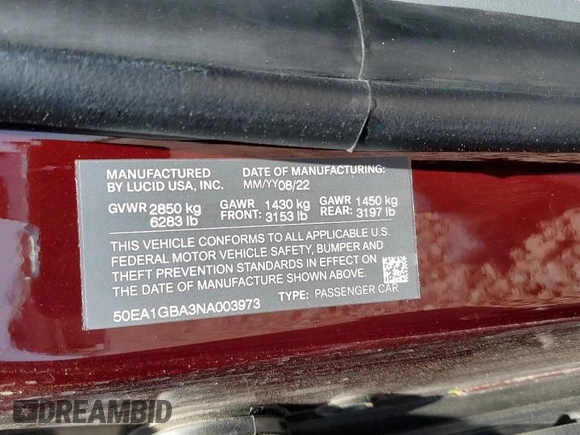 MANUFACTURED BY LUCID USA, INC.
DATE OF MANUFACTURING: MM/YY 08/22
GVWR 2850 kg 6283 lb
GAWR FRONT: 1430 kg 3153 lb
GAWR REAR: 1450 kg 3197 lb
THIS VEHICLE CONFORMS TO ALL APPLICABLE U.S.
FEDERAL MOTOR VEHICLE SAFETY, BUMPER AND
THEFT PREVENTION STANDARDS IN EFFECT ON
THE DATE OF MANUFACTURE SHOWN ABOVE.
50EA1GBA3NA003973
TYPE: PASSENGER CAR
DREAMBID